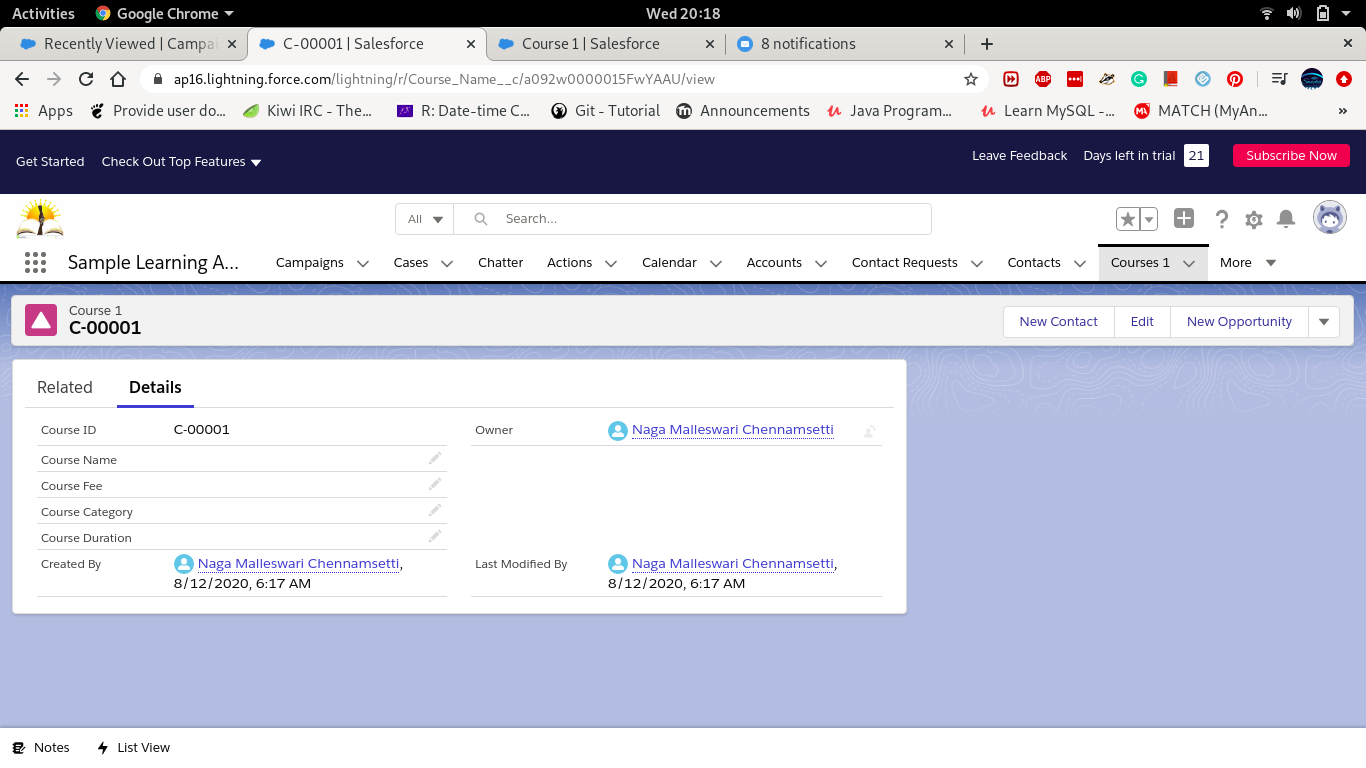 Activities Google Chrome Wed 20:18
Recently Viewed | Campai C-00001 | Salesforce Course 1 | Salesforce 8 notifications
ap16.lightning.force.com/lightning/r/Course_Name__c/a092w0000015FwYAAU/view
Apps Provide user do... Kiwi IRC - The... R: Date-time C... Git - Tutorial Announcements Java Program... Learn MySQL -... MATCH (MyAn... »
Get Started Check Out Top Features Leave Feedback Days left in trial 21 Subscribe Now
All Search...
Sample Learning A... Campaigns Cases Chatter Actions Calendar Accounts Contact Requests Contacts Courses 1 More
Course 1
C-00001
New Contact Edit New Opportunity
Related Details
Course ID C-00001 Owner Naga Malleswari Chennamsetti
Course Name
Course Fee
Course Category
Course Duration
Created By Naga Malleswari Chennamsetti, Last Modified By Naga Malleswari Chennamsetti,
8/12/2020, 6:17 AM 8/12/2020, 6:17 AM
Notes List View